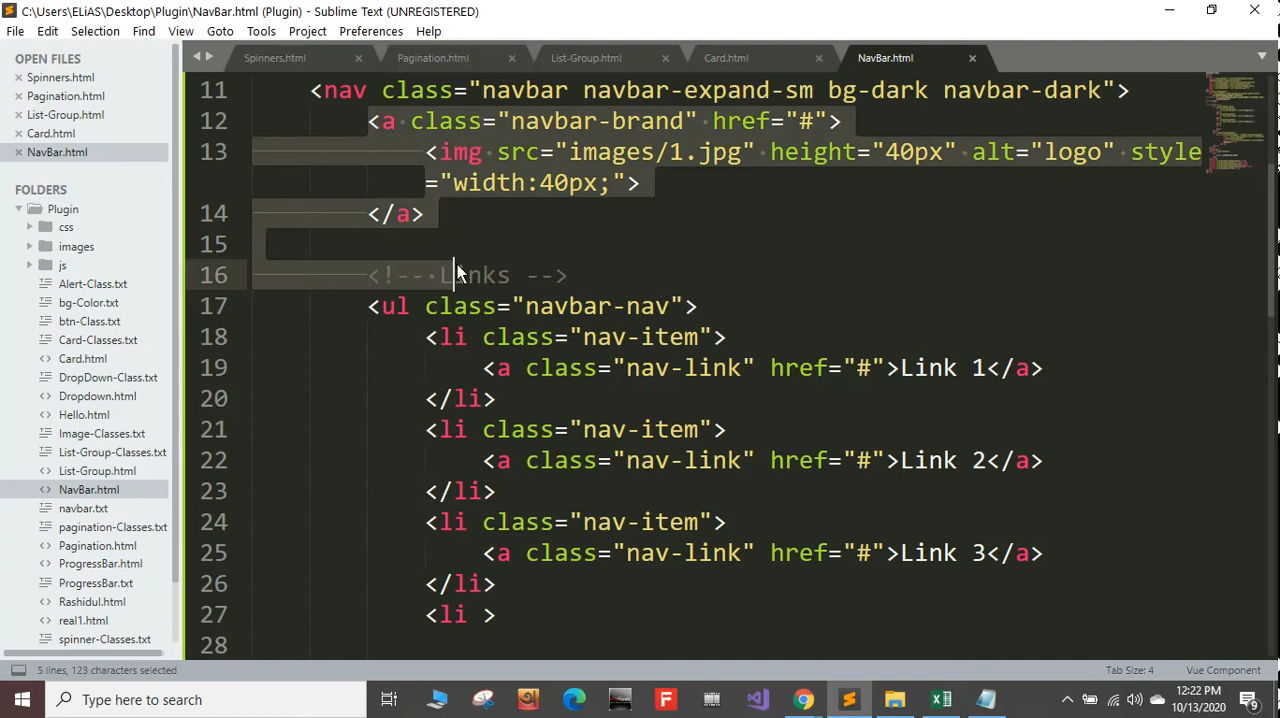 C:\Users\ELiAS\Desktop\Plugin\NavBar.html (Plugin) - Sublime Text (UNREGISTERED)
File Edit Selection Find View Goto Tools Project Preferences Help
OPEN FILES
Spinners.html
Pagination.html
List-Group.html
Card.html
NavBar.html
FOLDERS
Plugin
css
images
js
Alert-Class.txt
bg-Color.txt
btn-Class.txt
Card-Classes.txt
Card.html
DropDown-Class.txt
Dropdown.html
Hello.html
Image-Classes.txt
List-Group-Classes.txt
List-Group.html
NavBar.html
navbar.txt
pagination-Classes.txt
Pagination.html
ProgressBar.html
ProgressBar.txt
Rashidul.html
real1.html
spinner-Classes.txt
Spinners.html Pagination.html List-Group.html Card.html NavBar.html
11 <nav class="navbar navbar-expand-sm bg-dark navbar-dark">
12 <a class="navbar-brand" href="#">
13 <img src="images/1.jpg" height="40px" alt="logo" style
="width:40px;">
14 </a>
15
16 <!-- Links -->
17 <ul class="navbar-nav">
18 <li class="nav-item">
19 <a class="nav-link" href="#">Link 1</a>
20 </li>
21 <li class="nav-item">
22 <a class="nav-link" href="#">Link 2</a>
23 </li>
24 <li class="nav-item">
25 <a class="nav-link" href="#">Link 3</a>
26 </li>
27 <li >
28
5 lines, 123 characters selected Tab Size: 4 Vue Component
Type here to search
12:22 PM
10/13/2020
9